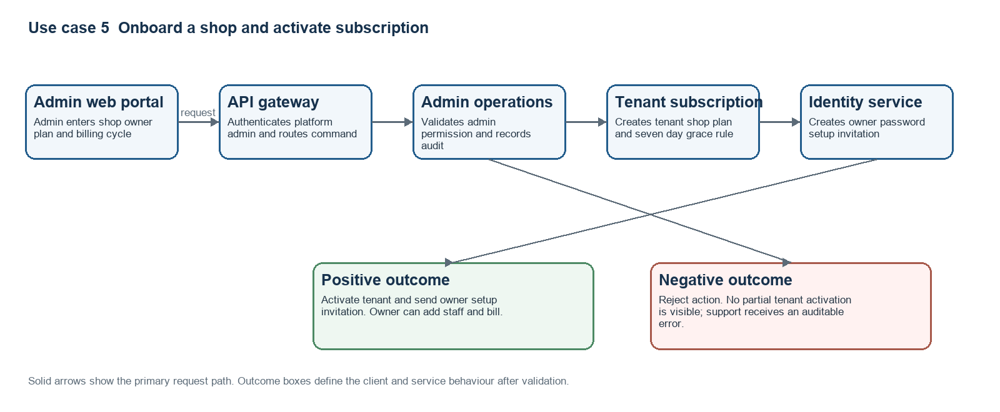 Use case 5  Onboard a shop and activate subscription
Admin web portal
Admin enters shop owner
plan and billing cycle
request
API gateway
Authenticates platform
admin and routes command
Admin operations
Validates admin
permission and records
audit
Tenant subscription
Creates tenant shop plan
and seven day grace rule
Identity service
Creates owner password
setup invitation
Positive outcome
Activate tenant and send owner setup
invitation. Owner can add staff and bill.
Negative outcome
Reject action. No partial tenant activation
is visible; support receives an auditable
error.
Solid arrows show the primary request path. Outcome boxes define the client and service behaviour after validation.